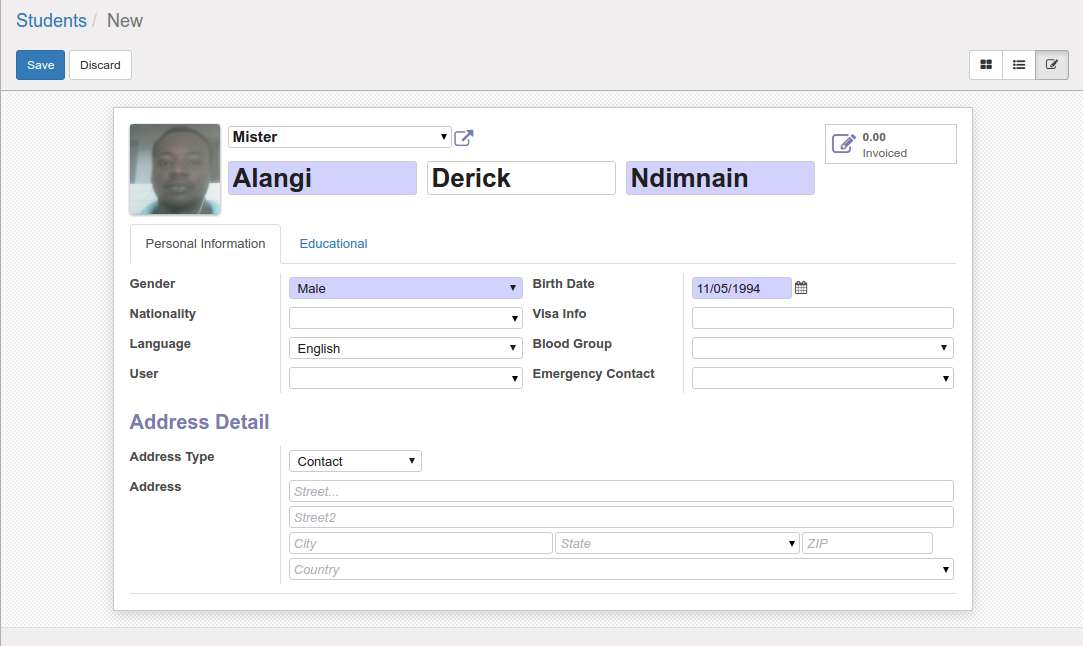 Students / New
Save Discard
Mister
0.00
Invoiced
Alangi Derick Ndimnain
Personal Information Educational
Gender Male Birth Date 11/05/1994
Nationality Visa Info
Language English Blood Group
User Emergency Contact
Address Detail
Address Type Contact
Address Street...
Street2
City State ZIP
Country